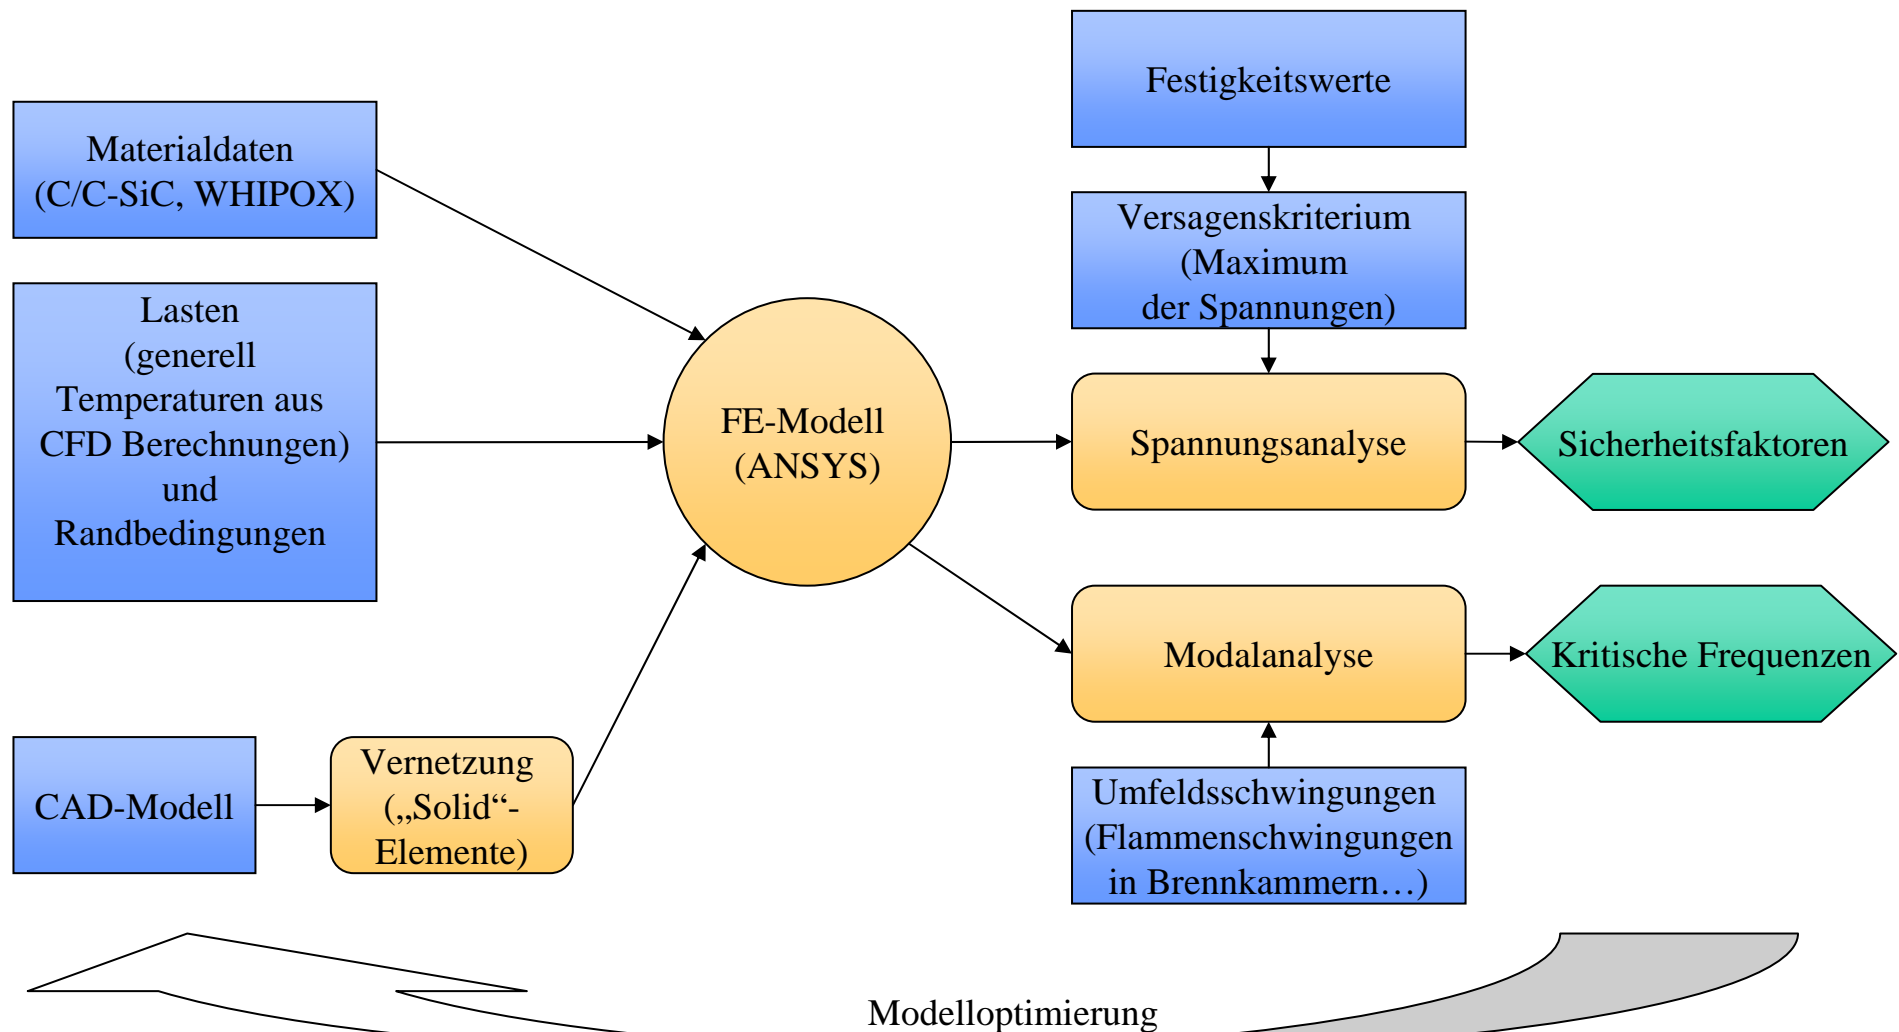 Festigkeitswerte
Materialdaten
(C/C-SiC, WHIPOX)
Versagenskriterium
(Maximum
der Spannungen)
Lasten
(generell
Temperaturen aus
CFD Berechnungen)
und
Randbedingungen
FE-Modell
(ANSYS)
Spannungsanalyse
Sicherheitsfaktoren
Modalanalyse
Kritische Frequenzen
CAD-Modell
Vernetzung
(„Solid“-
Elemente)
Umfeldsschwingungen
(Flammenschwingungen
in Brennkammern…)
Modelloptimierung